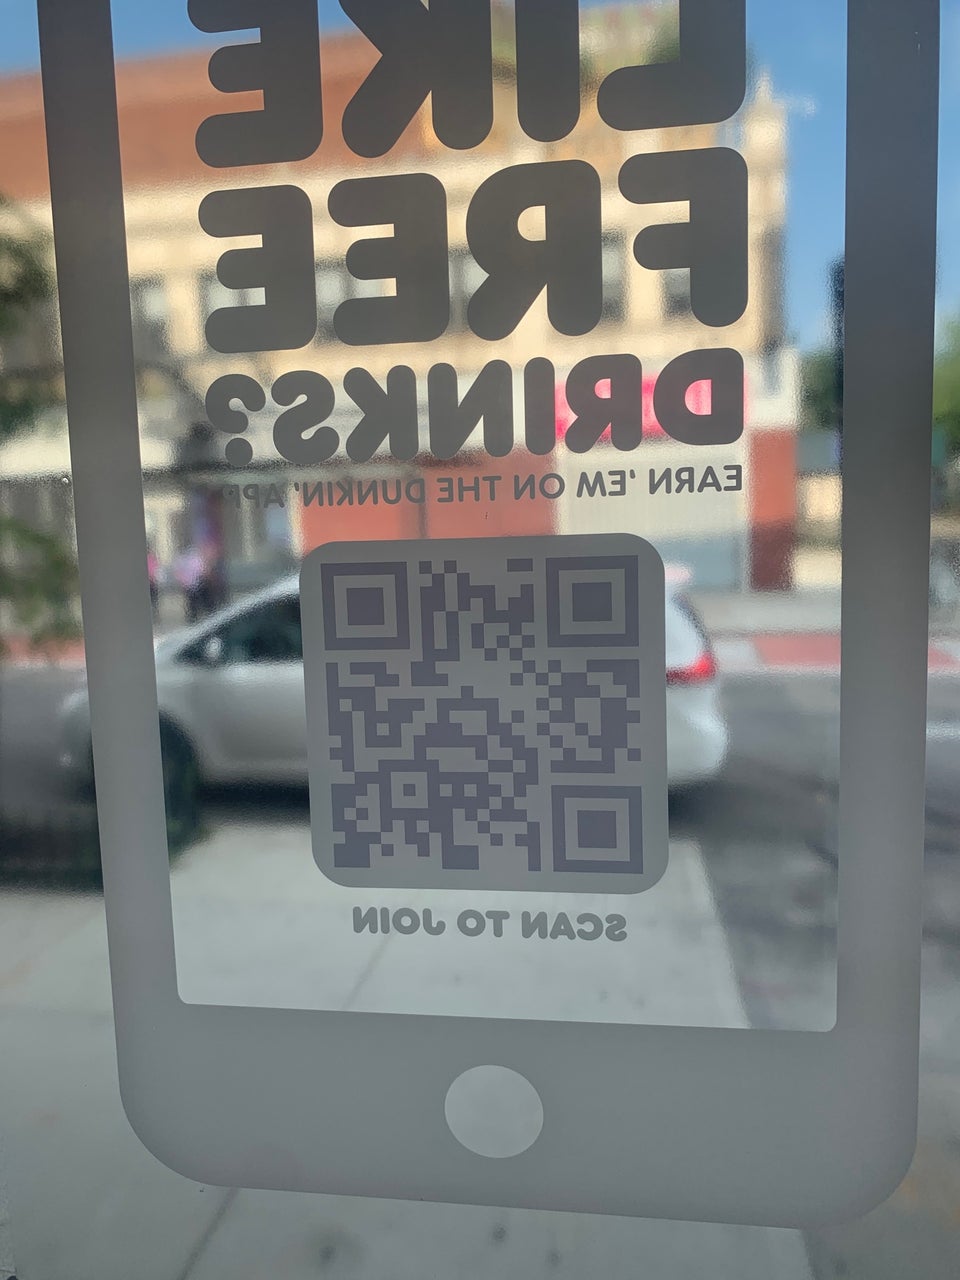 LIKE
FREE
DRINKS?
EARN 'EM ON THE DUNKIN' APP
SCAN TO JOIN